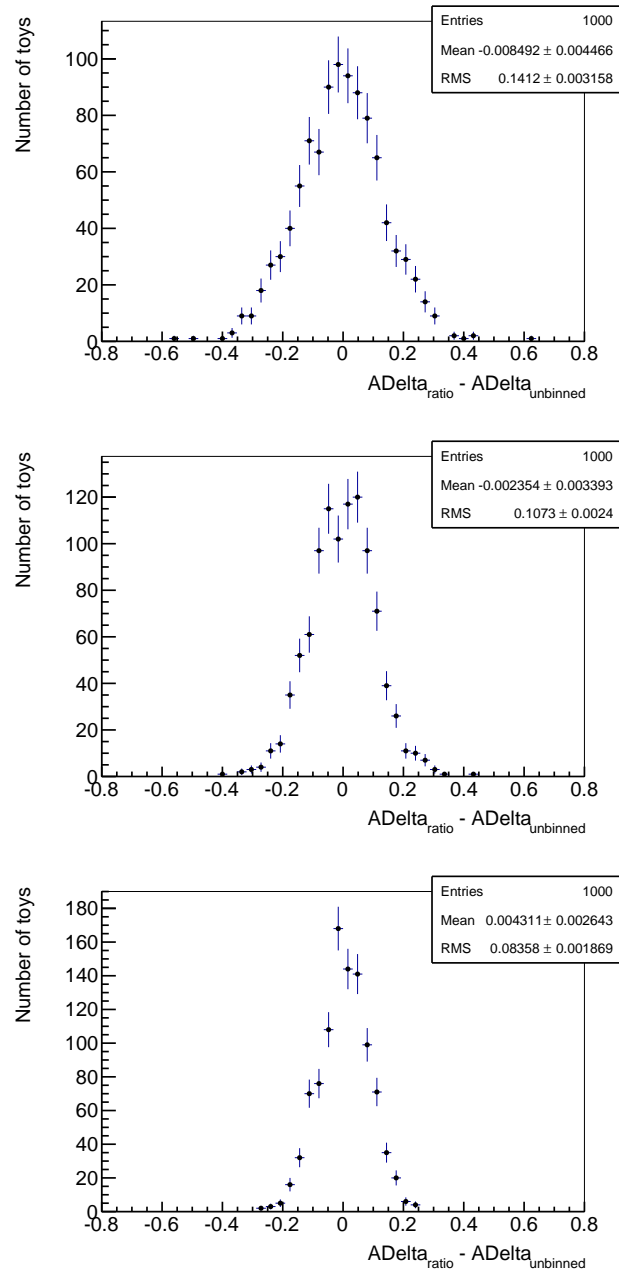 Entries 1000
Mean -0.008492 ± 0.004466
RMS 0.1412 ± 0.003158
Number of toys
100
80
60
40
20
0
-0.8 -0.6 -0.4 -0.2 0 0.2 0.4 0.6 0.8
ADelta_ratio - ADelta_unbinned
Entries 1000
Mean -0.002354 ± 0.003393
RMS 0.1073 ± 0.0024
Number of toys
120
100
80
60
40
20
0
-0.8 -0.6 -0.4 -0.2 0 0.2 0.4 0.6 0.8
ADelta_ratio - ADelta_unbinned
Entries 1000
Mean 0.004311 ± 0.002643
RMS 0.08358 ± 0.001869
Number of toys
180
160
140
120
100
80
60
40
20
0
-0.8 -0.6 -0.4 -0.2 0 0.2 0.4 0.6 0.8
ADelta_ratio - ADelta_unbinned